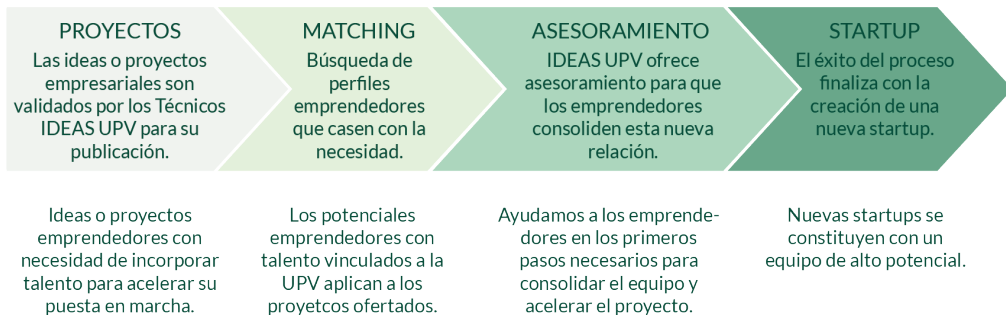 PROYECTOS
Las ideas o proyectos
empresariales son
validados por los Técnicos
IDEAS UPV para su
publicación.
MATCHING
Búsqueda de
perfiles
emprendedores
que casen con la
necesidad.
ASESORAMIENTO
IDEAS UPV ofrece
asesoramiento para que
los emprendedores
consoliden esta nueva
relación.
STARTUP
El éxito del proceso
finaliza con la
creación de una
nueva startup.
Ideas o proyectos
emprendedores con
necesidad de incorporar
talento para acelerar su
puesta en marcha.
Los potenciales
emprendedores con
talento vinculados a la
UPV aplican a los
proyetcos ofertados.
Ayudamos a los emprende-
dores en los primeros
pasos necesarios para
consolidar el equipo y
acelerar el proyecto.
Nuevas startups se
constituyen con un
equipo de alto potencial.